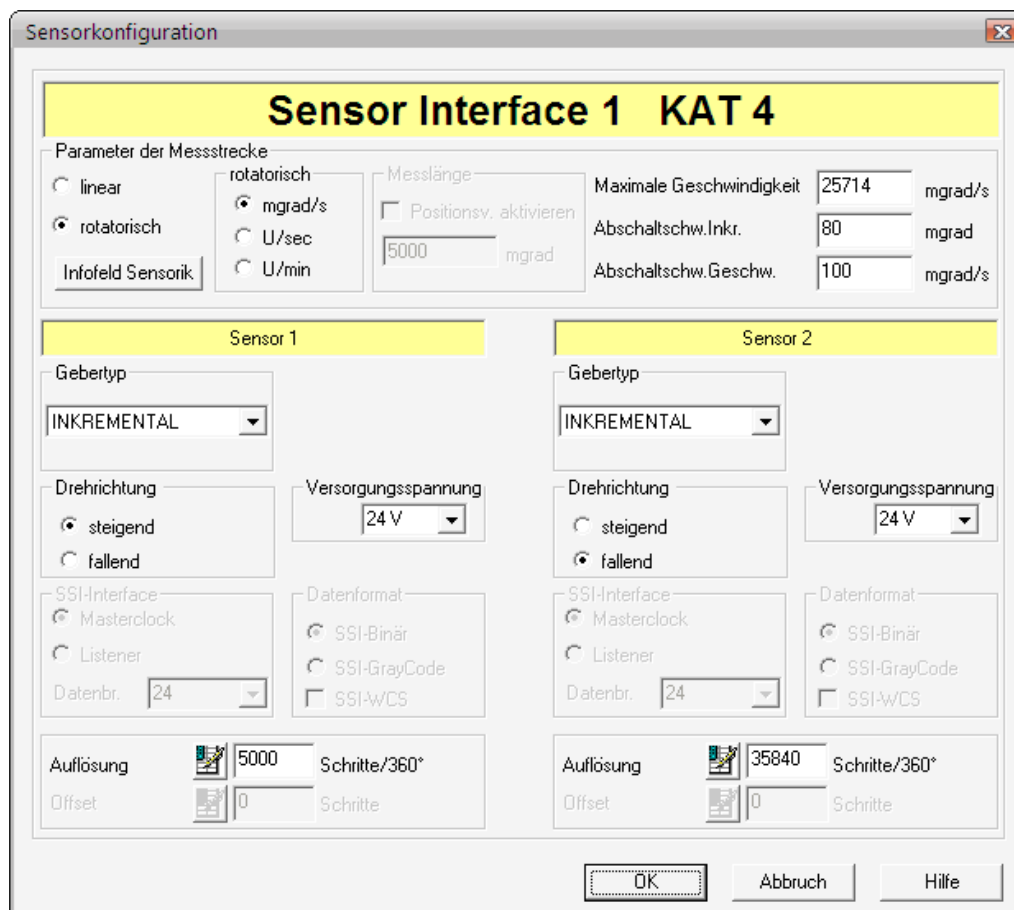 Sensorkonfiguration
Sensor Interface 1 KAT 4
Parameter der Messstrecke
linear
rotatorisch
Infofeld Sensorik
rotatorisch
mgrad/s
U/sec
U/min
Messlänge
Positionsv. aktivieren
5000 mgrad
Maximale Geschwindigkeit 25714 mgrad/s
Abschaltschw.Inkr. 80 mgrad
Abschaltschw.Geschw. 100 mgrad/s
Sensor 1
Gebertyp
INKREMENTAL
Drehrichtung
steigend
fallend
Versorgungsspannung
24 V
SSI-Interface
Masterclock
Listener
Datenbr. 24
Datenformat
SSI-Binär
SSI-GrayCode
SSI-WCS
Auflösung 5000 Schritte/360°
Offset 0 Schritte
Sensor 2
Gebertyp
INKREMENTAL
Drehrichtung
steigend
fallend
Versorgungsspannung
24 V
SSI-Interface
Masterclock
Listener
Datenbr. 24
Datenformat
SSI-Binär
SSI-GrayCode
SSI-WCS
Auflösung 35840 Schritte/360°
Offset 0 Schritte
OK
Abbruch
Hilfe